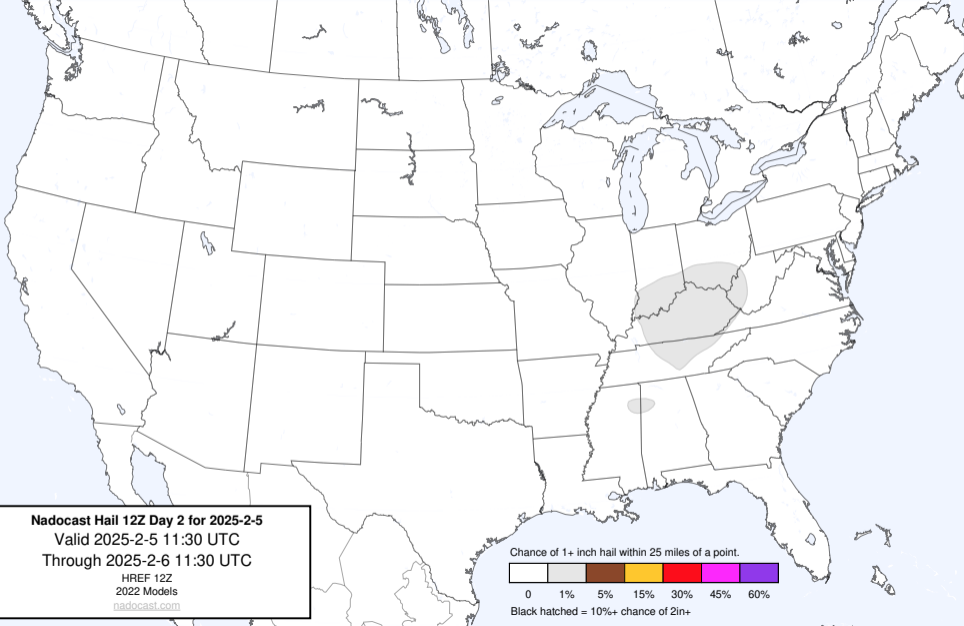 Nadocast Hail 12Z Day 2 for 2025-2-5
Valid 2025-2-5 11:30 UTC
Through 2025-2-6 11:30 UTC
HREF 12Z
2022 Models
nadocast.com
Chance of 1+ inch hail within 25 miles of a point.
0 1% 5% 15% 30% 45% 60%
Black hatched = 10%+ chance of 2in+